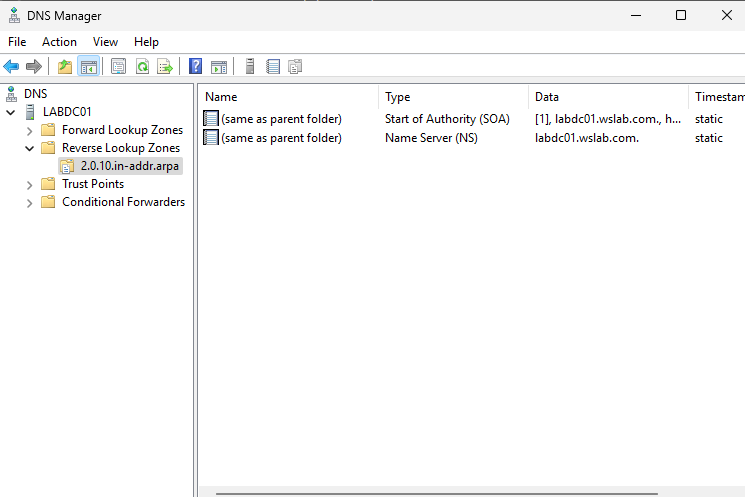 DNS Manager
File Action View Help
DNS
LABDC01
Forward Lookup Zones
Reverse Lookup Zones
2.0.10.in-addr.arpa
Trust Points
Conditional Forwarders
Name Type Data Timestam
(same as parent folder) Start of Authority (SOA) [1], labdc01.wslab.com., h... static
(same as parent folder) Name Server (NS) labdc01.wslab.com. static